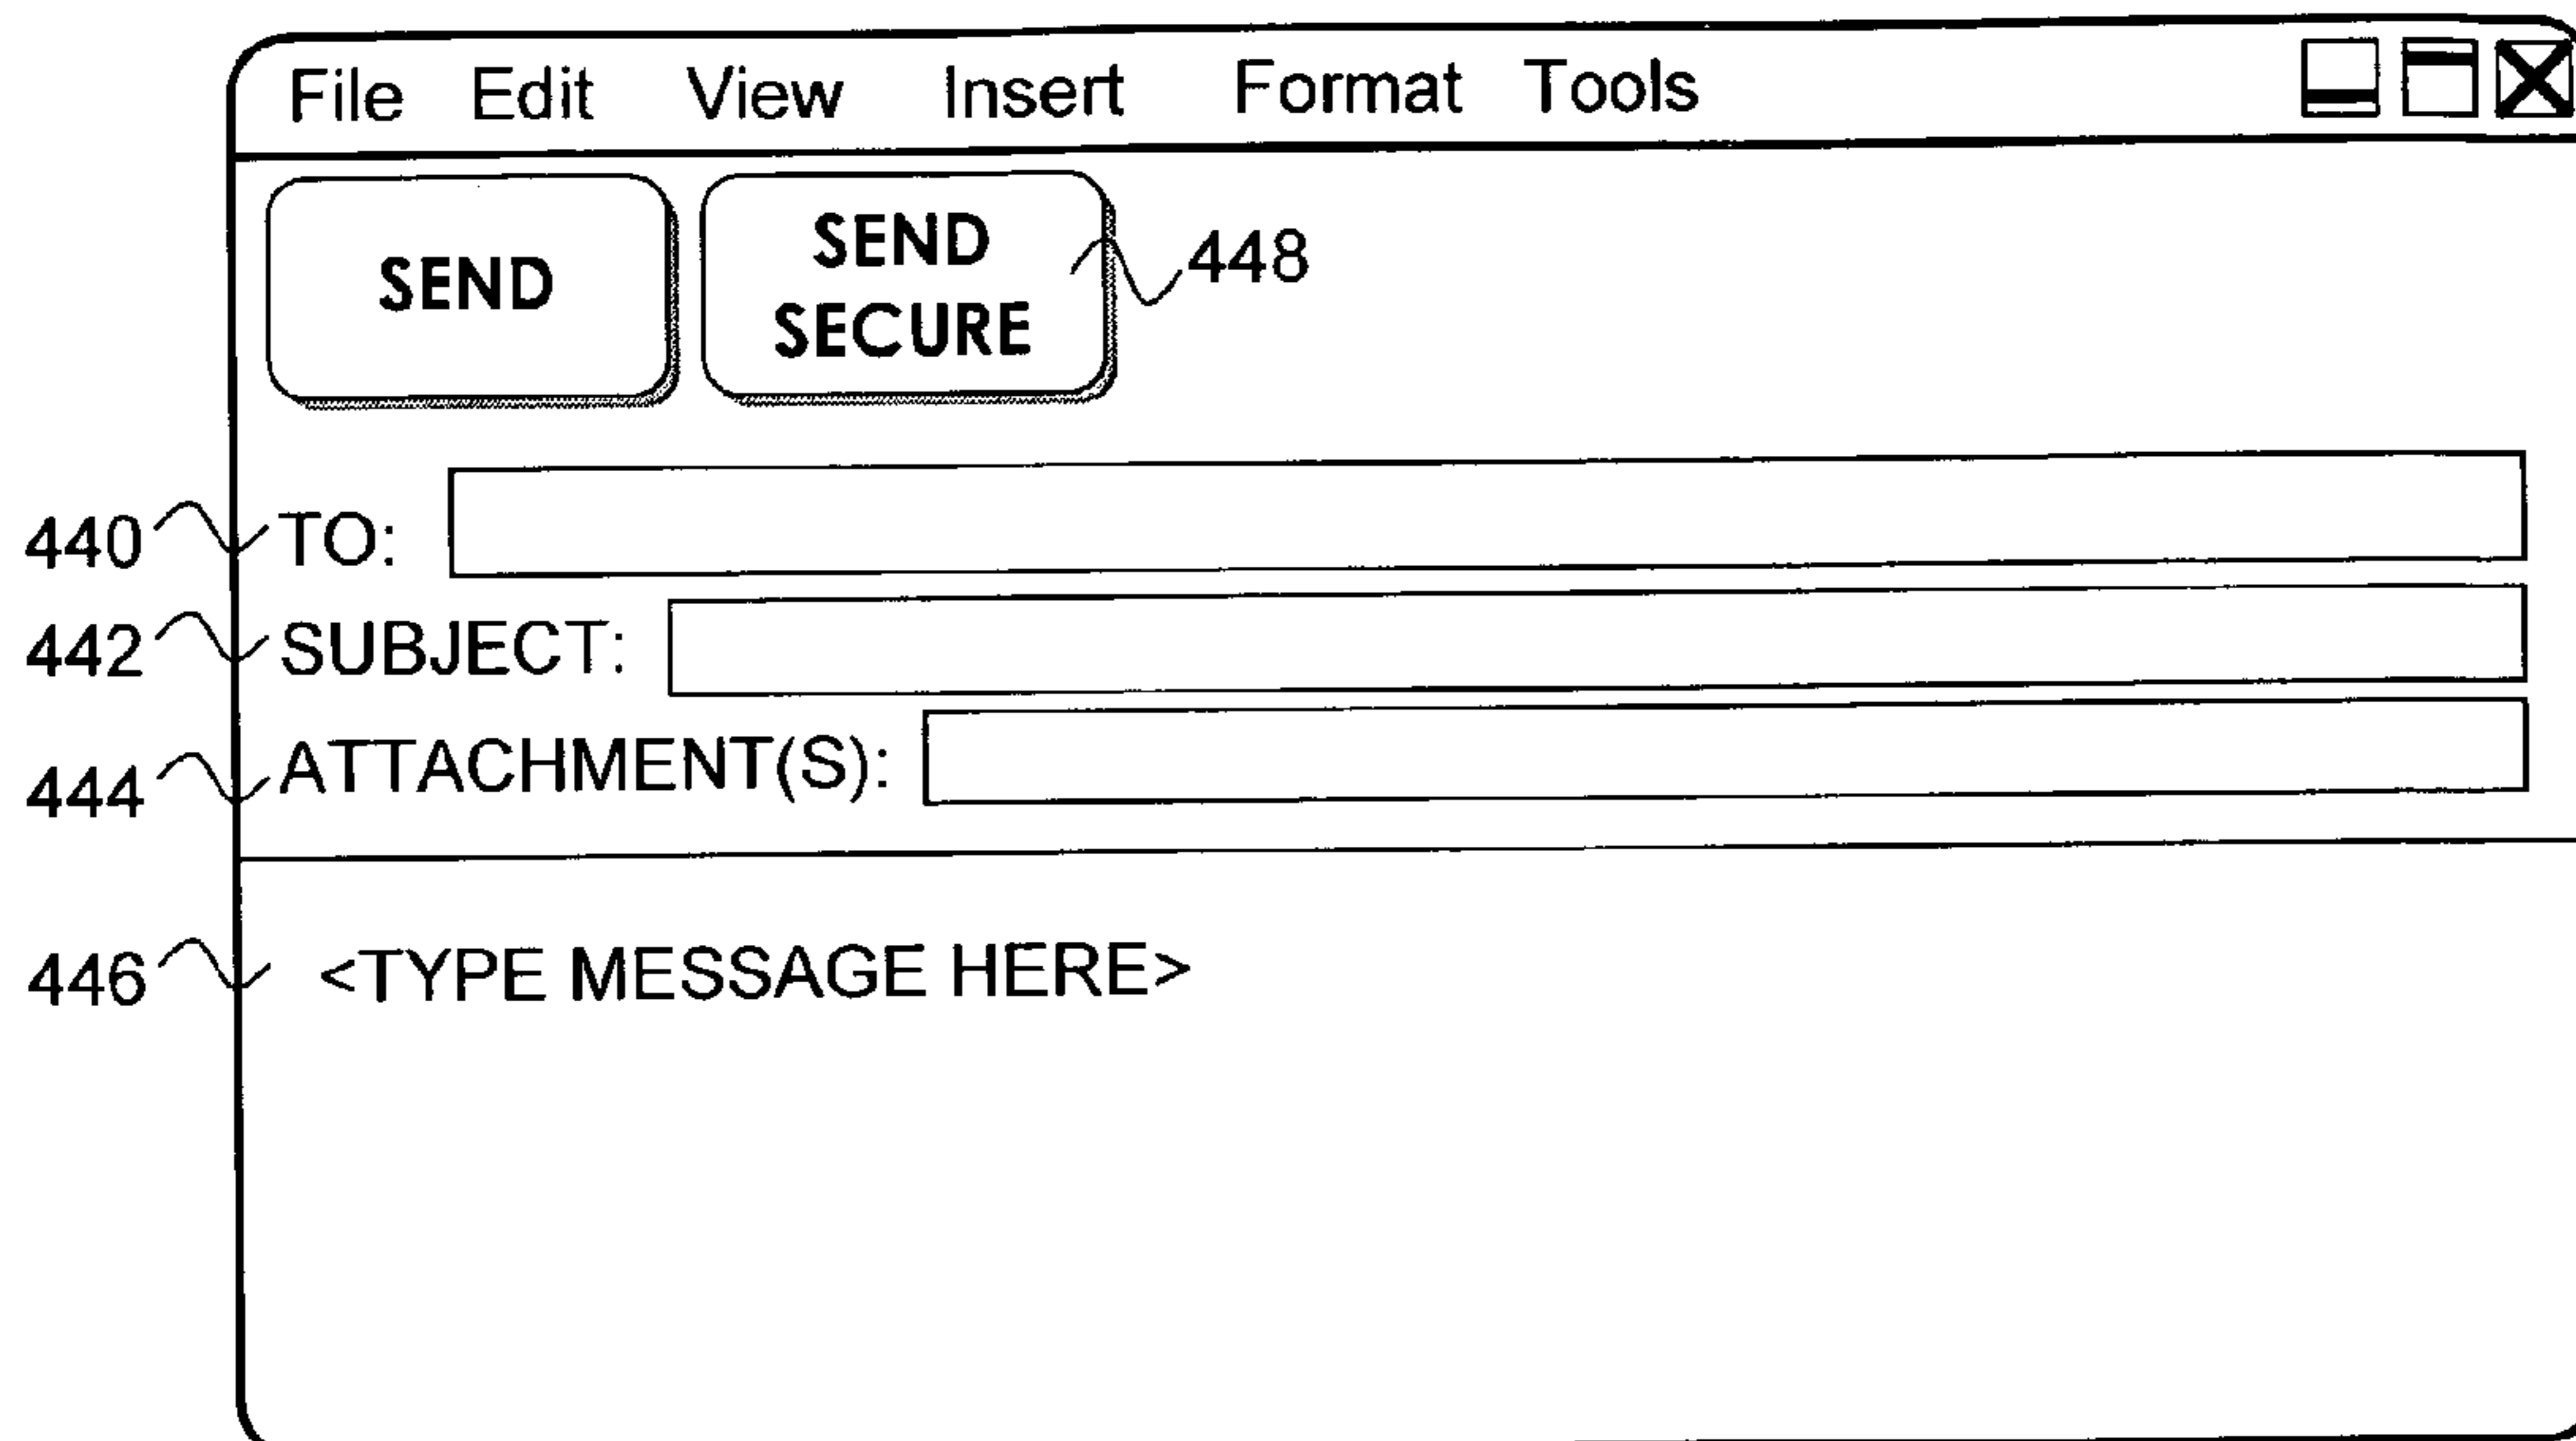 File Edit View Insert Format Tools
SEND
SEND
SECURE
448
440 TO:
442 SUBJECT:
444 ATTACHMENT(S):
446 <TYPE MESSAGE HERE>